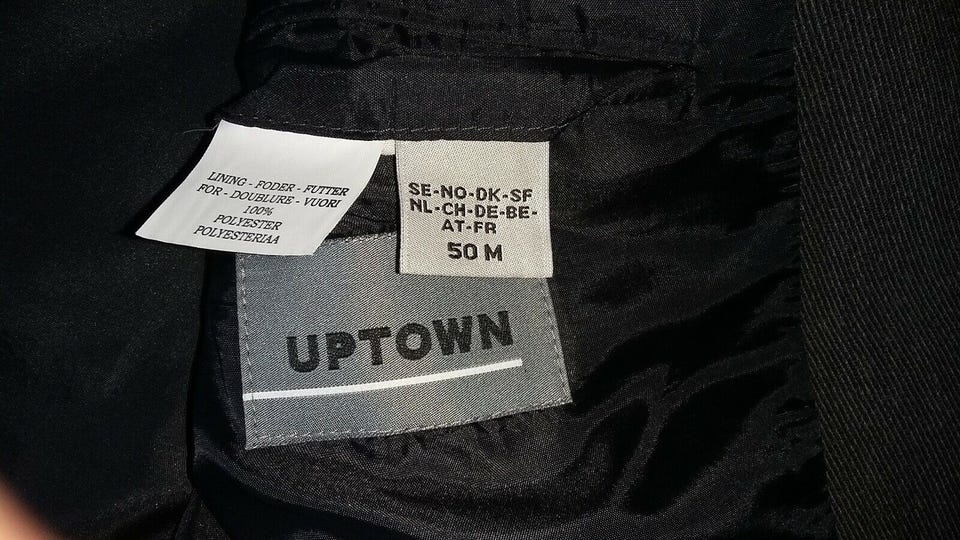 LINING - FODER - FUTTER
FOR - DOUBLURE - VUORI
100%
POLYESTER
POLYESTERIAA
SE-NO-DK-SF
NL-CH-DE-BE-
AT-FR
50 M
UPTOWN